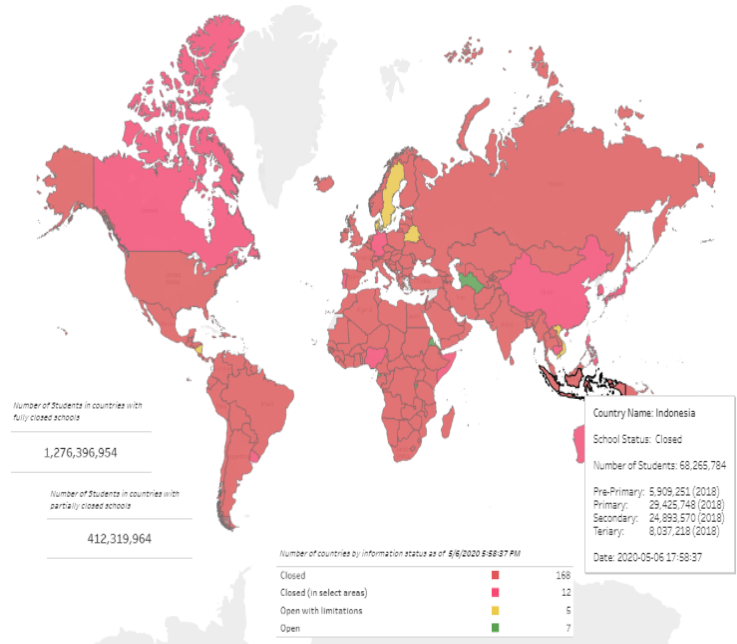 Number of Students in countries with
fully closed schools
1,276,396,954
Number of Students in countries with
partially closed schools
412,319,964
Country Name: Indonesia
School Status: Closed
Number of Students: 68,265,784
Pre-Primary: 5,909,251 (2018)
Primary: 29,425,748 (2018)
Secondary: 24,893,570 (2018)
Teriary: 8,037,218 (2018)
Date: 2020-05-06 17:58:37
Number of countries by information status as of 5/6/2020 5:58:37 PM
Closed 168
Closed (in select areas) 12
Open with limitations 5
Open 7